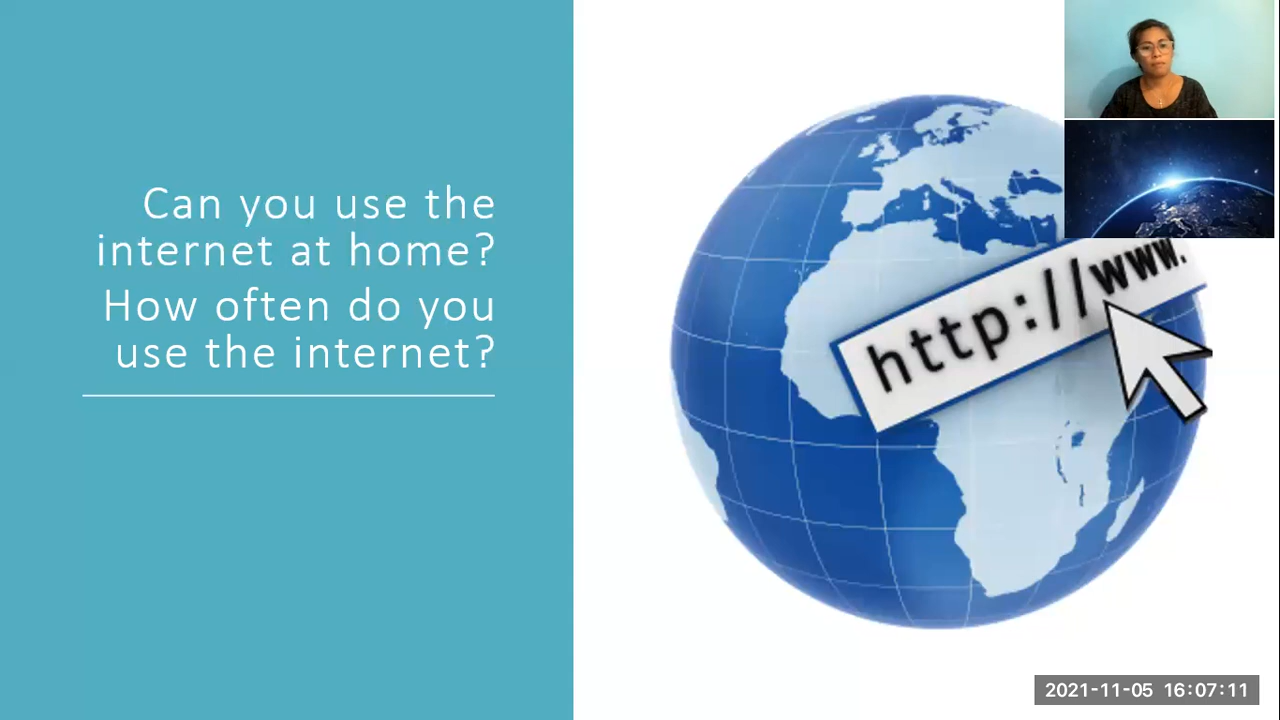 Can you use the
internet at home?
How often do you
use the internet?
http://www.
2021-11-05 16:07:11